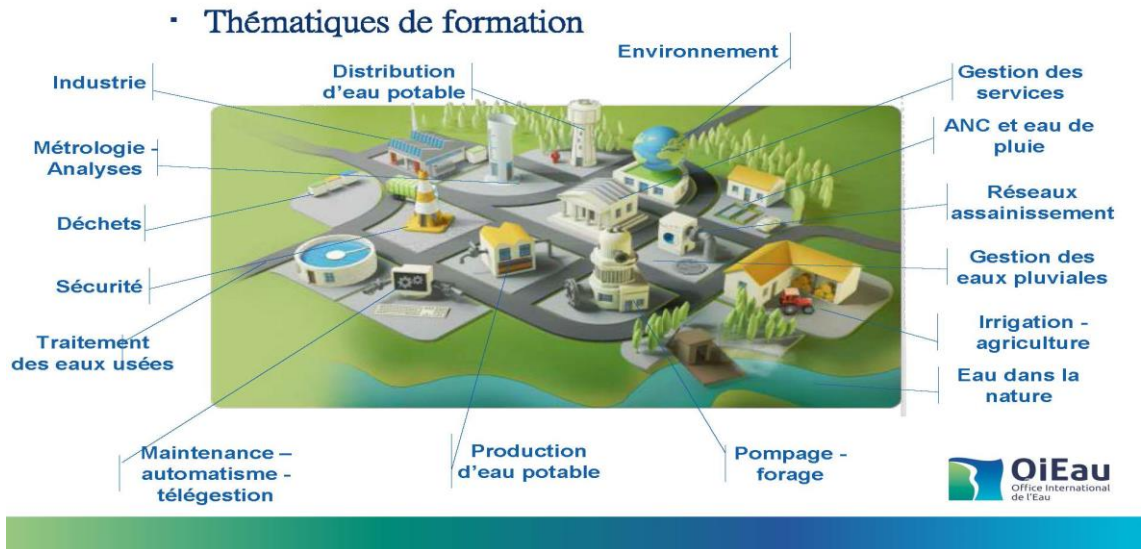 ▪ Thématiques de formation
Environnement
Industrie
Distribution
d'eau potable
Gestion des
services
Métrologie -
Analyses
ANC et eau de
pluie
Déchets
Réseaux
assainissement
Sécurité
Gestion des
eaux pluviales
Traitement
des eaux usées
Irrigation -
agriculture
Eau dans la
nature
Maintenance –
automatisme -
télégestion
Production
d'eau potable
Pompage -
forage
OiEau
Office International
de l'Eau